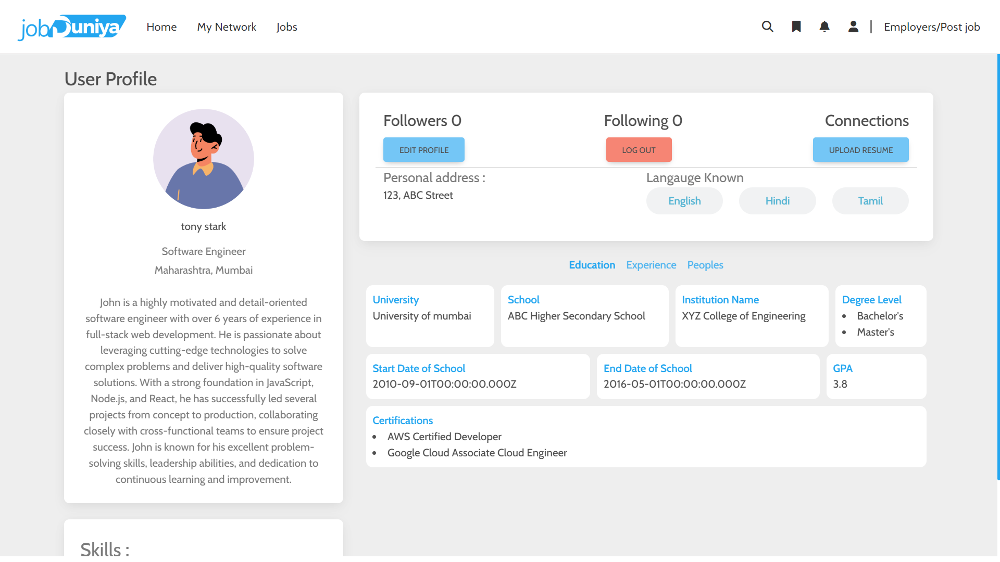 jobDuniya
Home
My Network
Jobs
Employers/Post job
User Profile
tony stark
Software Engineer
Maharashtra, Mumbai
John is a highly motivated and detail-oriented
software engineer with over 6 years of experience in
full-stack web development. He is passionate about
leveraging cutting-edge technologies to solve
complex problems and deliver high-quality software
solutions. With a strong foundation in JavaScript,
Node.js, and React, he has successfully led several
projects from concept to production, collaborating
closely with cross-functional teams to ensure project
success. John is known for his excellent problem-
solving skills, leadership abilities, and dedication to
continuous learning and improvement.
Skills :
Followers 0
Following 0
Connections
EDIT PROFILE
LOG OUT
UPLOAD RESUME
Personal address :
123, ABC Street
Langauge Known
English
Hindi
Tamil
Education
Experience
Peoples
University
University of mumbai
School
ABC Higher Secondary School
Institution Name
XYZ College of Engineering
Degree Level
• Bachelor's
• Master's
Start Date of School
2010-09-01T00:00:00.000Z
End Date of School
2016-05-01T00:00:00.000Z
GPA
3.8
Certifications
• AWS Certified Developer
• Google Cloud Associate Cloud Engineer